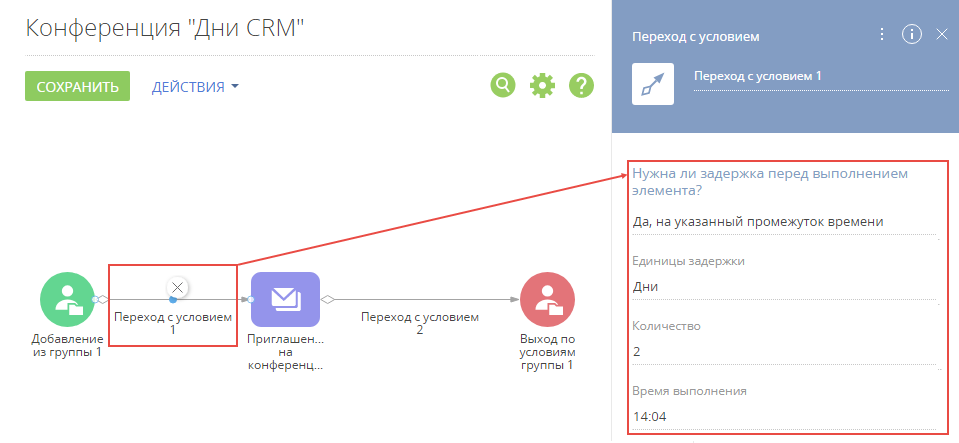 Конференция "Дни CRM"
СОХРАНИТЬ
ДЕЙСТВИЯ
Добавление
из группы 1
Переход с условием
1
Приглашен...
на
конференц...
Переход с условием
2
Выход по
условиям
группы 1
Переход с условием
Переход с условием 1
Нужна ли задержка перед выполнением
элемента?
Да, на указанный промежуток времени
Единицы задержки
Дни
Количество
2
Время выполнения
14:04